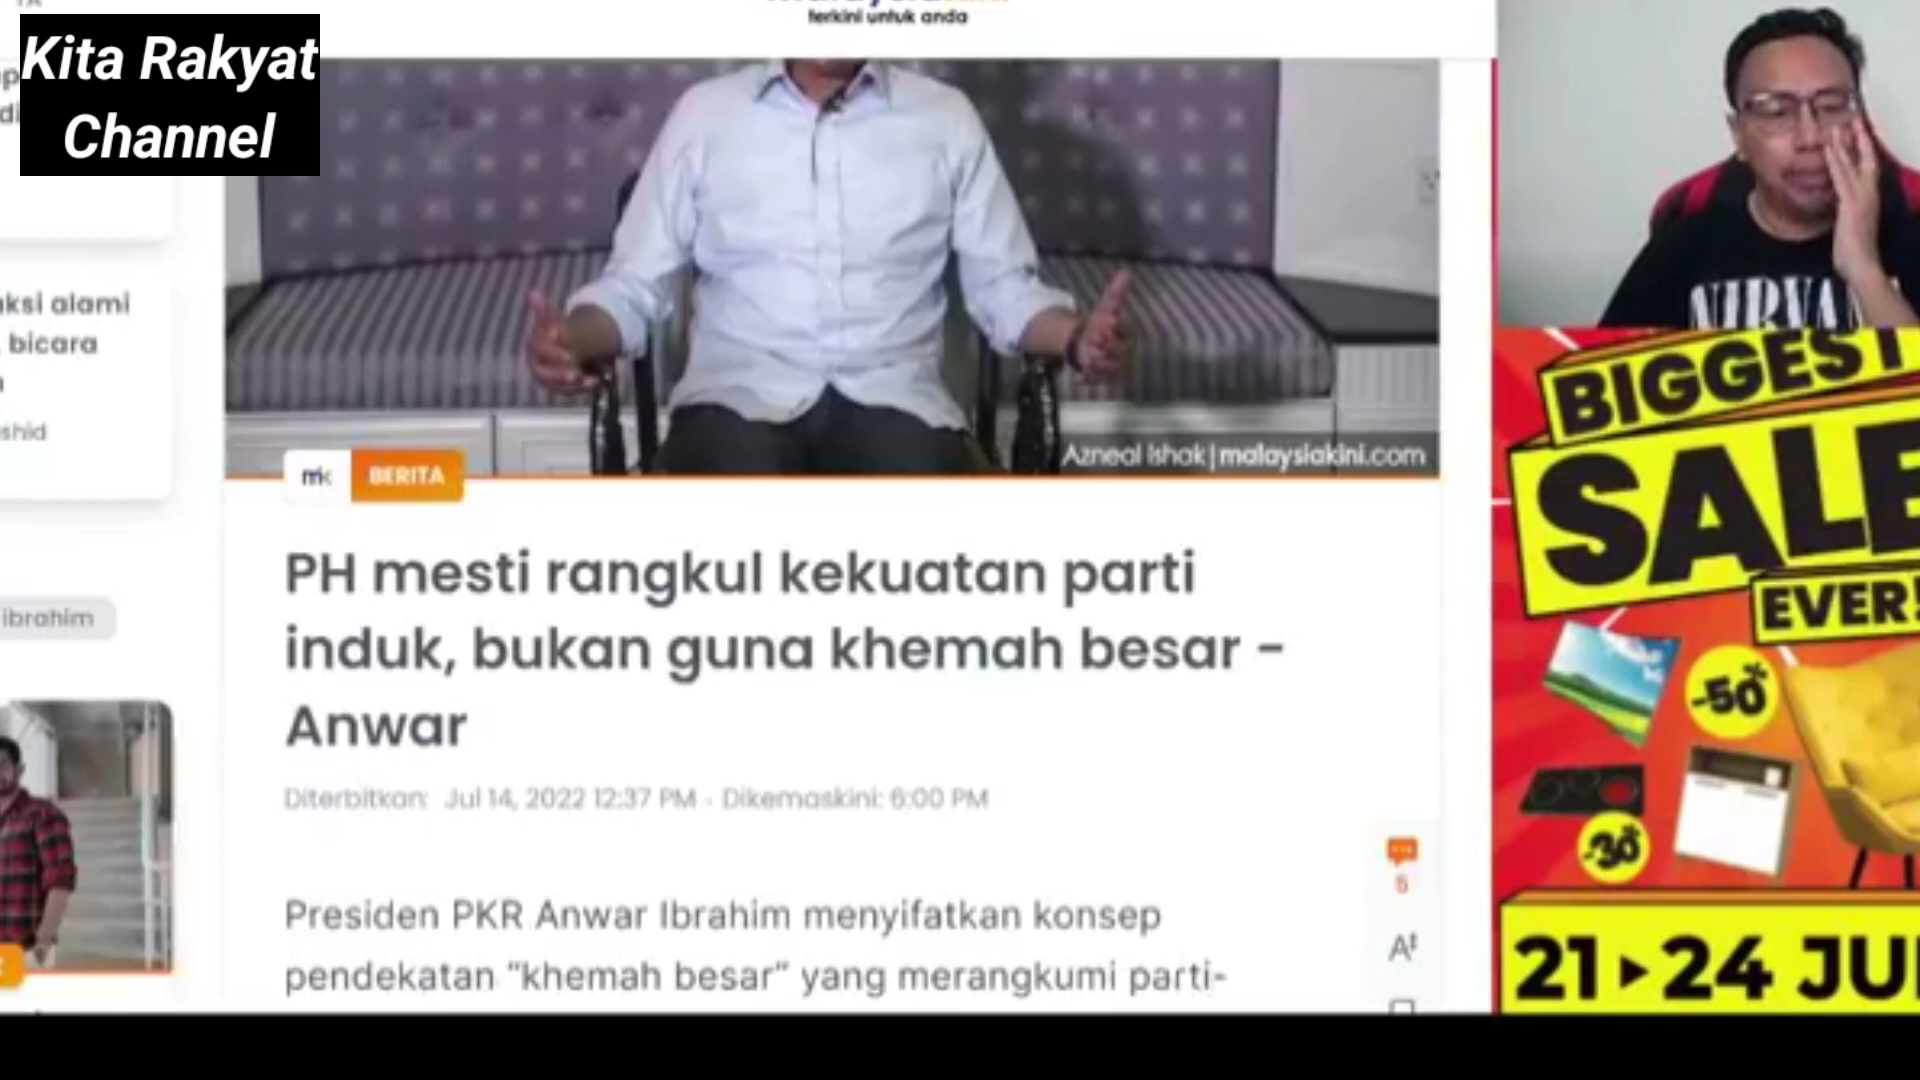 terkini untuk anda
Kita Rakyat
Channel
aksi alami
bicara
shid
ibrahim
Azneal Ishak | malaysiakini.com
mk BERITA
PH mesti rangkul kekuatan parti
induk, bukan guna khemah besar -
Anwar
Diterbitkan: Jul 14, 2022 12:37 PM · Dikemaskini: 6:00 PM
5
Presiden PKR Anwar Ibrahim menyifatkan konsep
pendekatan “khemah besar” yang merangkumi parti-
NIRVA
BIGGEST
SALE
EVER!
-50%
-30%
21 ▸ 24 JU